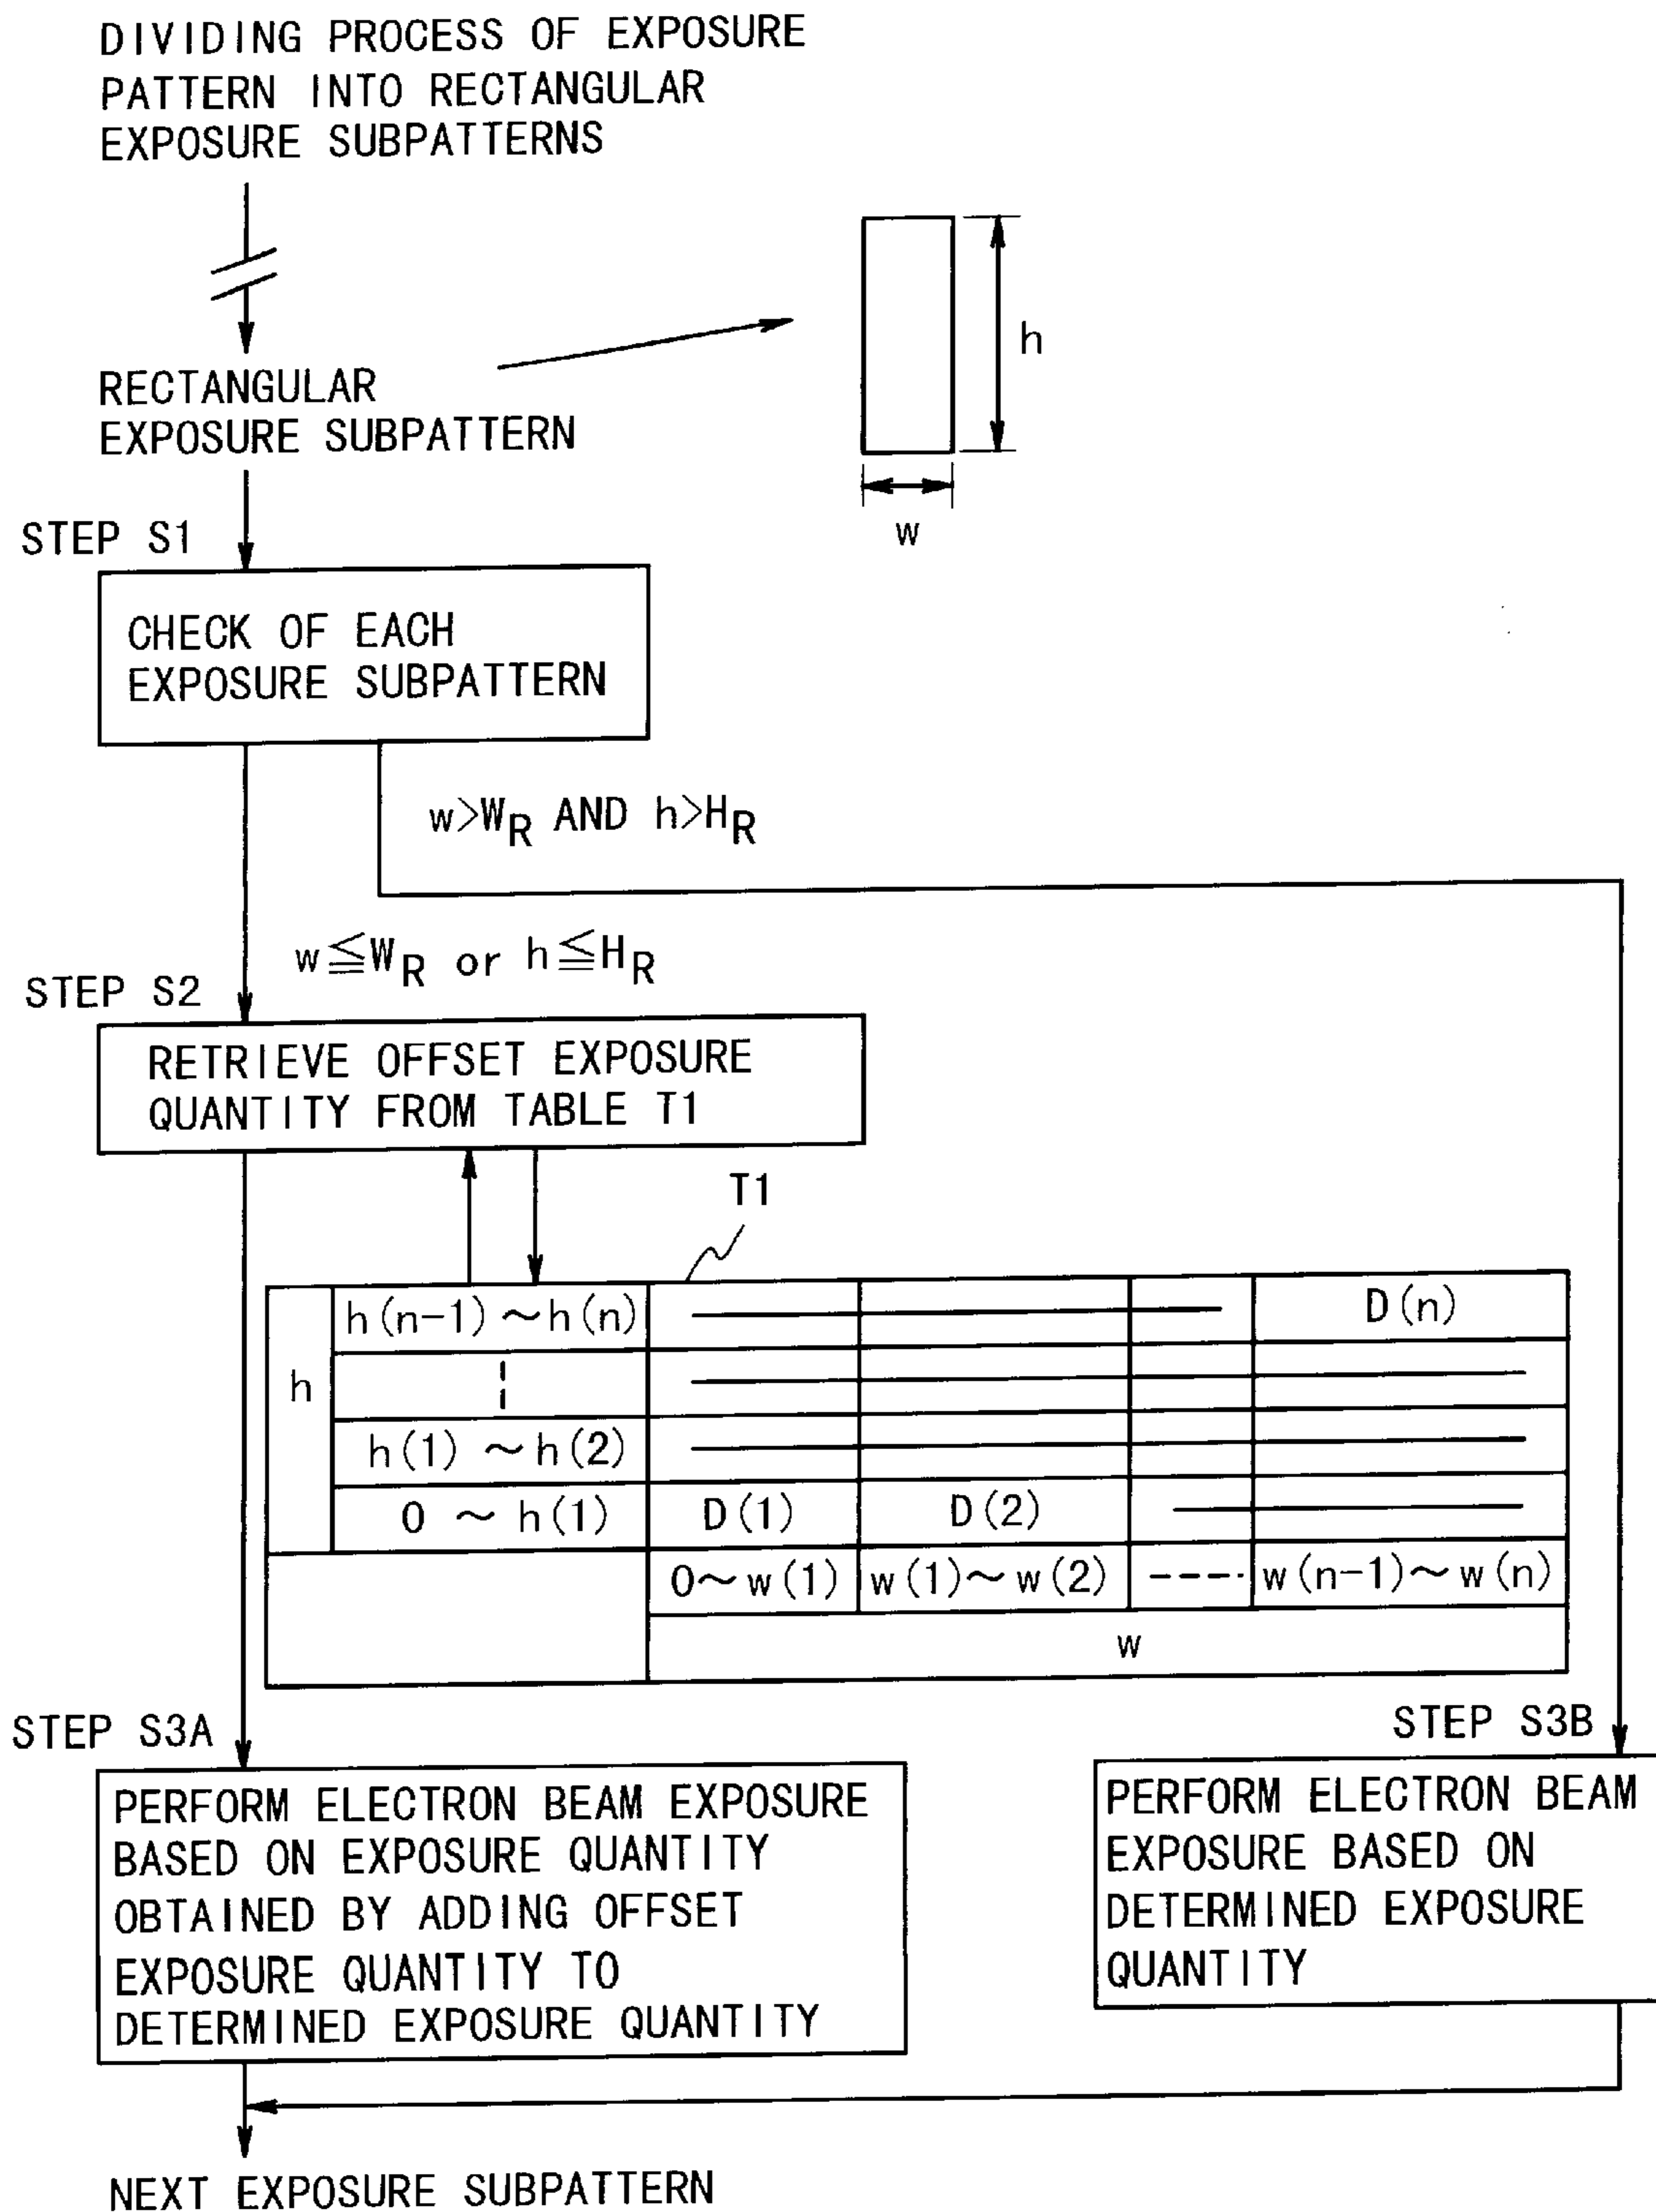 DIVIDING PROCESS OF EXPOSURE
PATTERN INTO RECTANGULAR
EXPOSURE SUBPATTERNS
h
RECTANGULAR
EXPOSURE SUBPATTERN
w
STEP S1
CHECK OF EACH
EXPOSURE SUBPATTERN
w>WR AND h>HR
w≦WR or h≦HR
STEP S2
RETRIEVE OFFSET EXPOSURE
QUANTITY FROM TABLE T1
T1
h(n-1) ~h(n) D(n)
h
h(1) ~h(2)
0 ~ h(1) D(1) D(2)
0~w(1) w(1)~w(2) ---- w(n-1)~w(n)
w
STEP S3A
STEP S3B
PERFORM ELECTRON BEAM EXPOSURE
BASED ON EXPOSURE QUANTITY
OBTAINED BY ADDING OFFSET
EXPOSURE QUANTITY TO
DETERMINED EXPOSURE QUANTITY
PERFORM ELECTRON BEAM
EXPOSURE BASED ON
DETERMINED EXPOSURE
QUANTITY
NEXT EXPOSURE SUBPATTERN